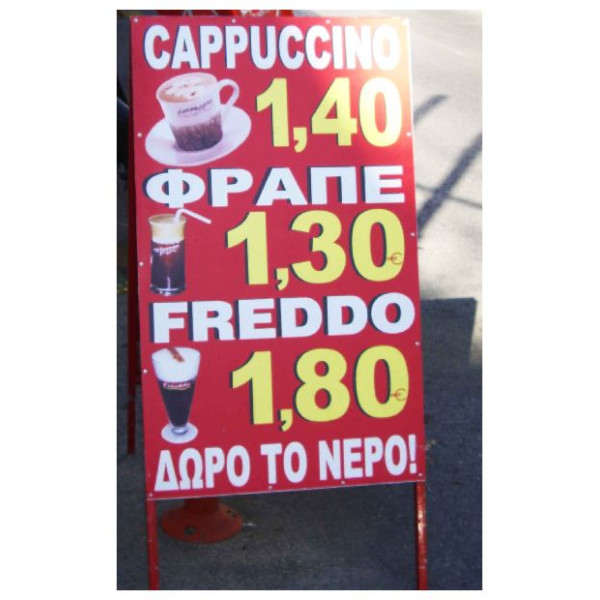 CAPPUCCINO
1,40
ΦΡΑΠΕ
1,30€
FREDDO
1,80€
ΔΩΡΟ ΤΟ ΝΕΡΟ!